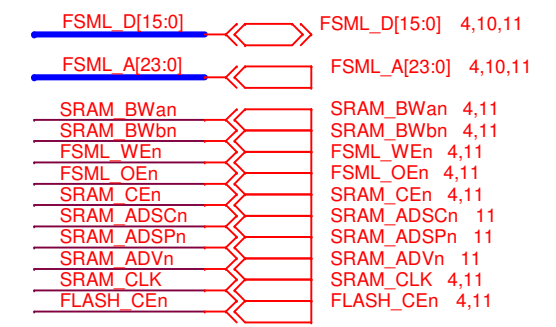 FSML_D[15:0] FSML_D[15:0] 4,10,11
FSML_A[23:0] FSML_A[23:0] 4,10,11
SRAM_BWan SRAM_BWan 4,11
SRAM_BWbn SRAM_BWbn 4,11
FSML_WEn FSML_WEn 4,11
FSML_OEn FSML_OEn 4,11
SRAM_CEn SRAM_CEn 4,11
SRAM_ADSCn SRAM_ADSCn 11
SRAM_ADSPn SRAM_ADSPn 11
SRAM_ADVn SRAM_ADVn 11
SRAM_CLK SRAM_CLK 4,11
FLASH_CEn FLASH_CEn 4,11